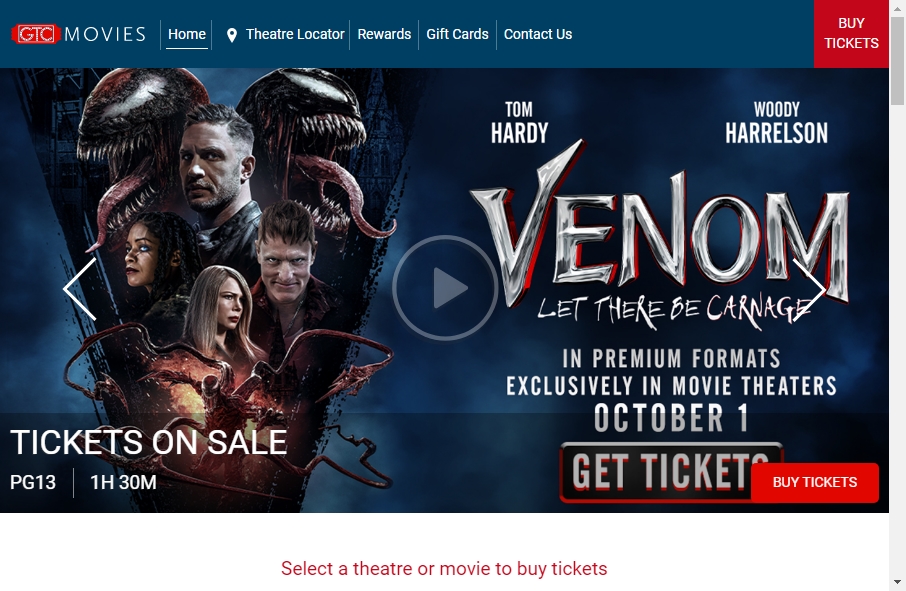 GTC MOVIES
Home
Theatre Locator
Rewards
Gift Cards
Contact Us
BUY
TICKETS
TOM
HARDY
WOODY
HARRELSON
VENOM
LET THERE BE CARNAGE
IN PREMIUM FORMATS
EXCLUSIVELY IN MOVIE THEATERS
OCTOBER 1
GET TICKETS
TICKETS ON SALE
PG13
1H 30M
BUY TICKETS
Select a theatre or movie to buy tickets